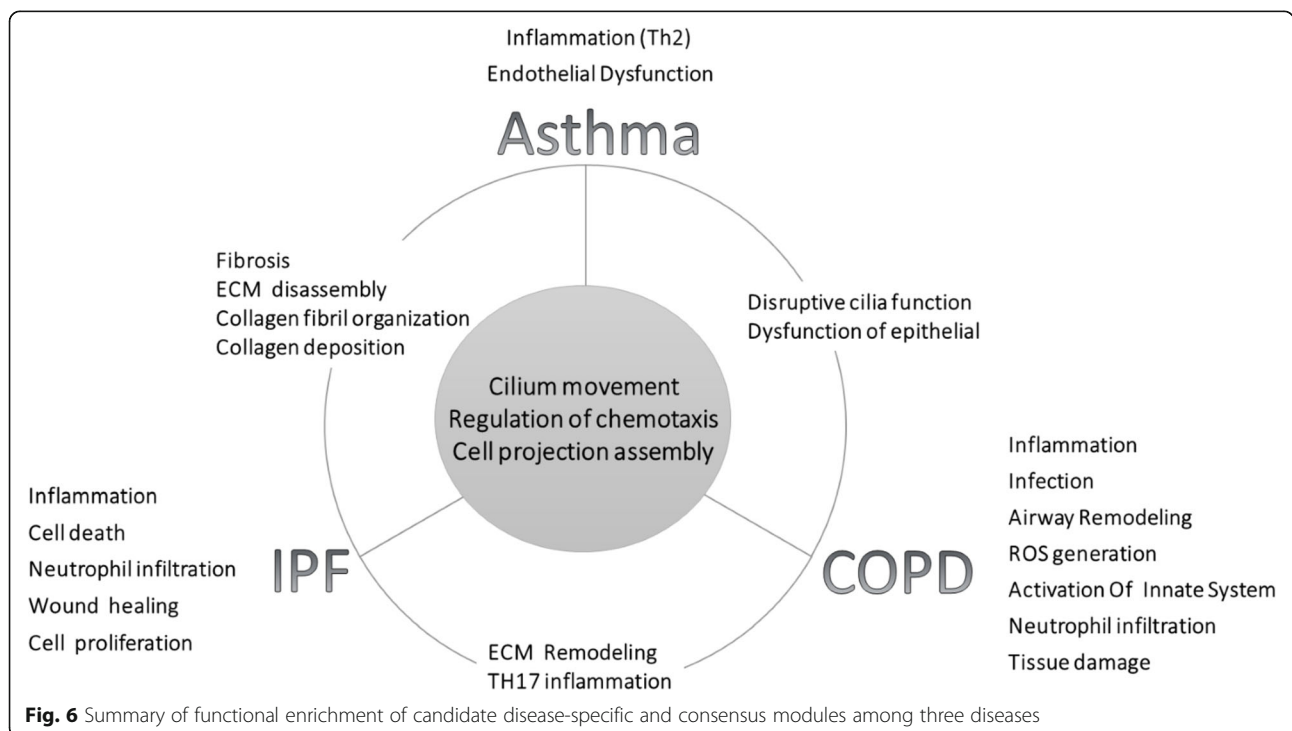 Inflammation (Th2)
Endothelial Dysfunction
Asthma
Fibrosis
ECM disassembly
Collagen fibril organization
Collagen deposition
Disruptive cilia function
Dysfunction of epithelial
Cilium movement
Regulation of chemotaxis
Cell projection assembly
Inflammation
Cell death
Neutrophil infiltration
Wound healing
Cell proliferation
IPF
COPD
Inflammation
Infection
Airway Remodeling
ROS generation
Activation Of Innate System
Neutrophil infiltration
Tissue damage
ECM Remodeling
TH17 inflammation
Fig. 6 Summary of functional enrichment of candidate disease-specific and consensus modules among three diseases